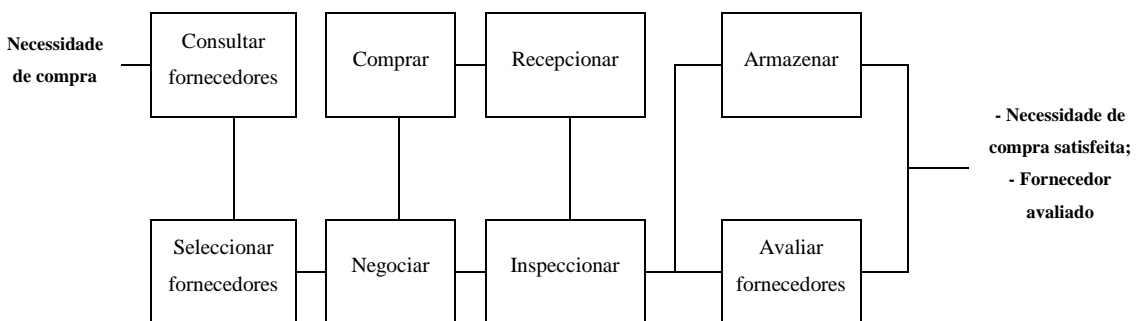 Necessidade
de compra
Consultar
fornecedores
Comprar
Recepcionar
Armazenar
Seleccionar
fornecedores
Negociar
Inspeccionar
Avaliar
fornecedores
- Necessidade de
compra satisfeita;
- Fornecedor
avaliado